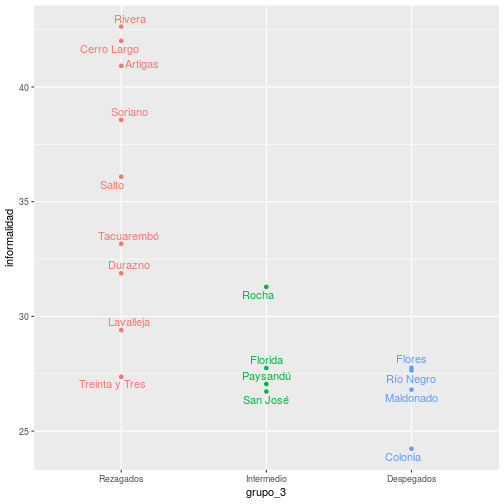 Rivera
Cerro Largo
Artigas
Soriano
Salto
Tacuarembó
Durazno
Lavalleja
Treinta y Tres
Rocha
Florida
Paysandú
San José
Flores
Río Negro
Maldonado
Colonia
40
35
30
25
informalidad
Rezagados
Intermedio
Despegados
grupo_3